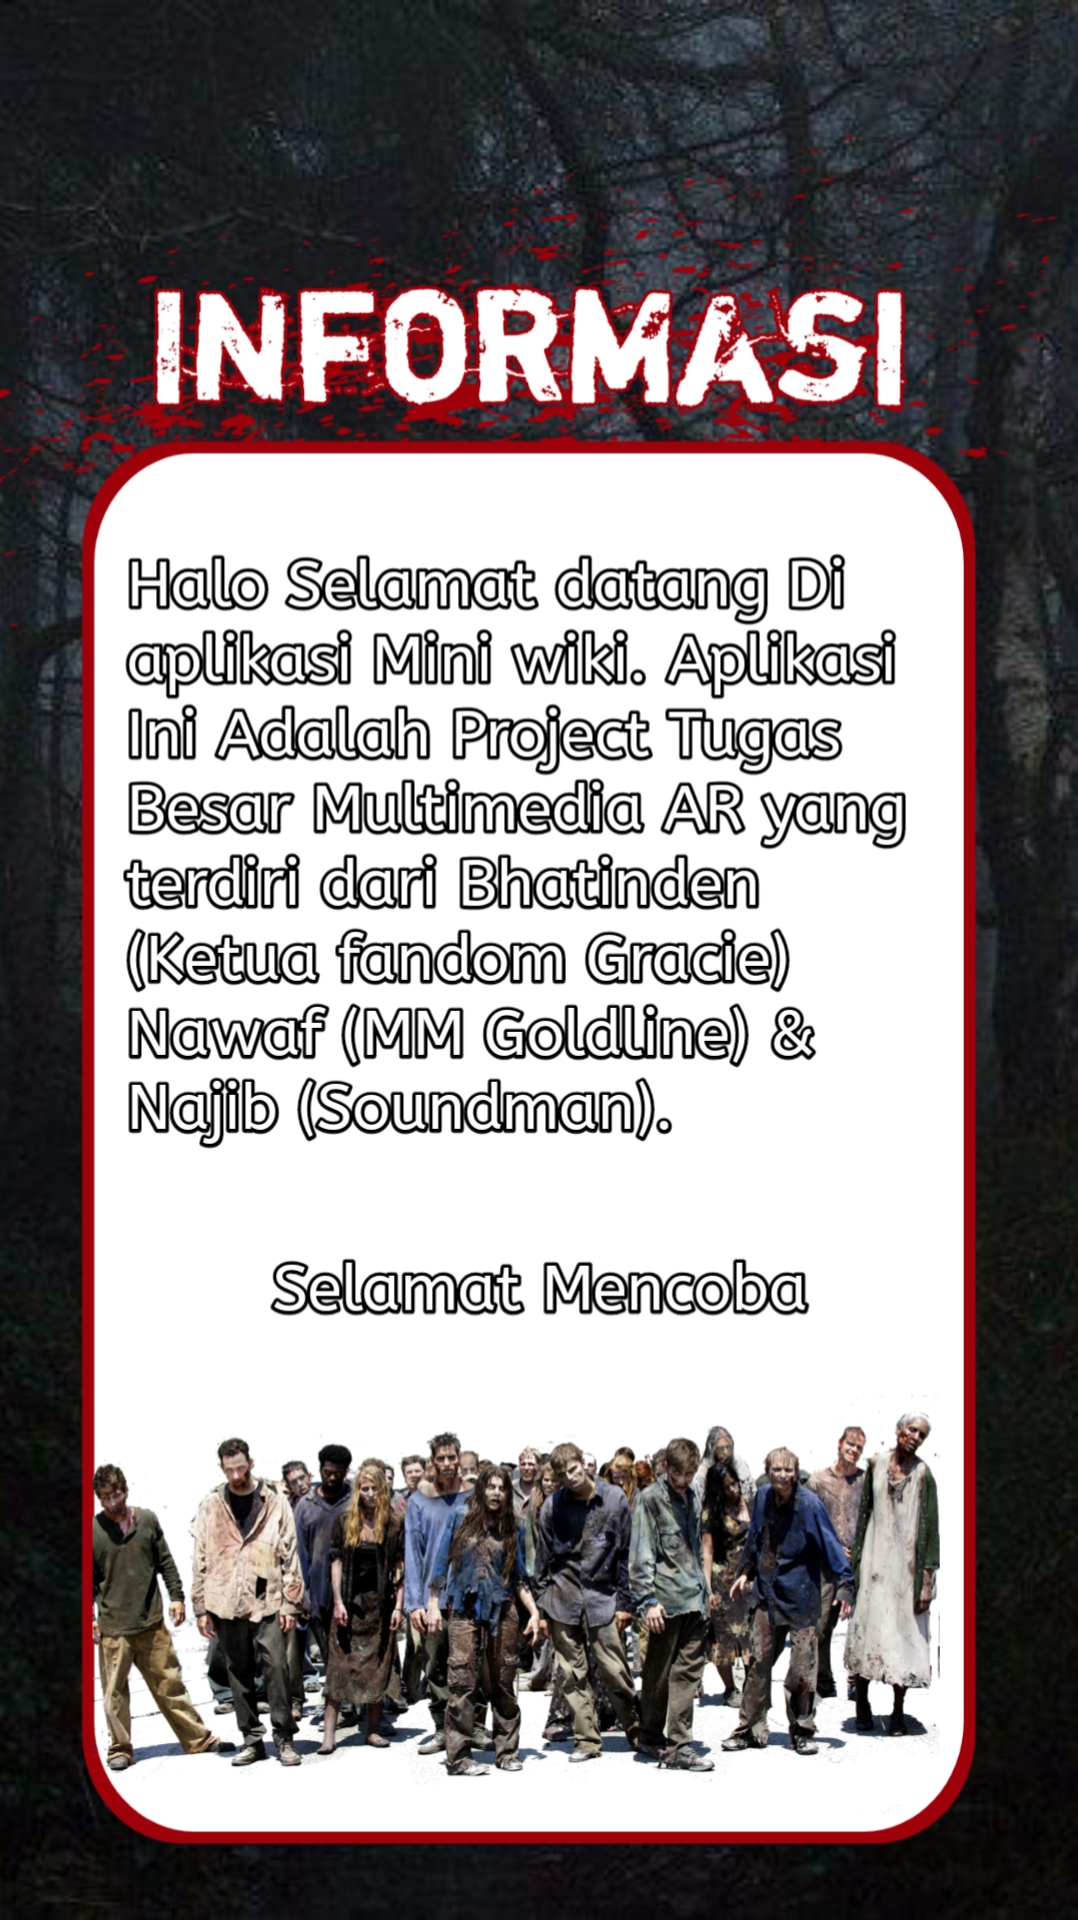 INFORMASI
Halo Selamat datang Di
aplikasi Mini wiki. Aplikasi
Ini Adalah Project Tugas
Besar Multimedia AR yang
terdiri dari Bhatinden
(Ketua fandom Gracie)
Nawaf (MM Goldline) &
Najib (Soundman).
Selamat Mencoba